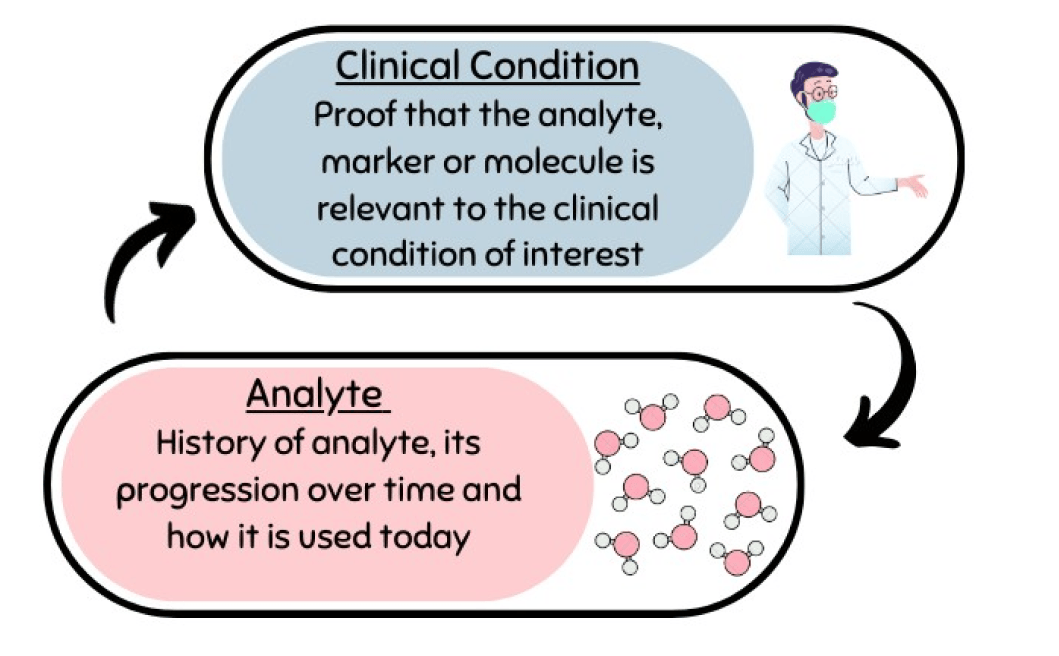 Clinical Condition
Proof that the analyte,
marker or molecule is
relevant to the clinical
condition of interest
Analyte
History of analyte, its
progression over time and
how it is used today